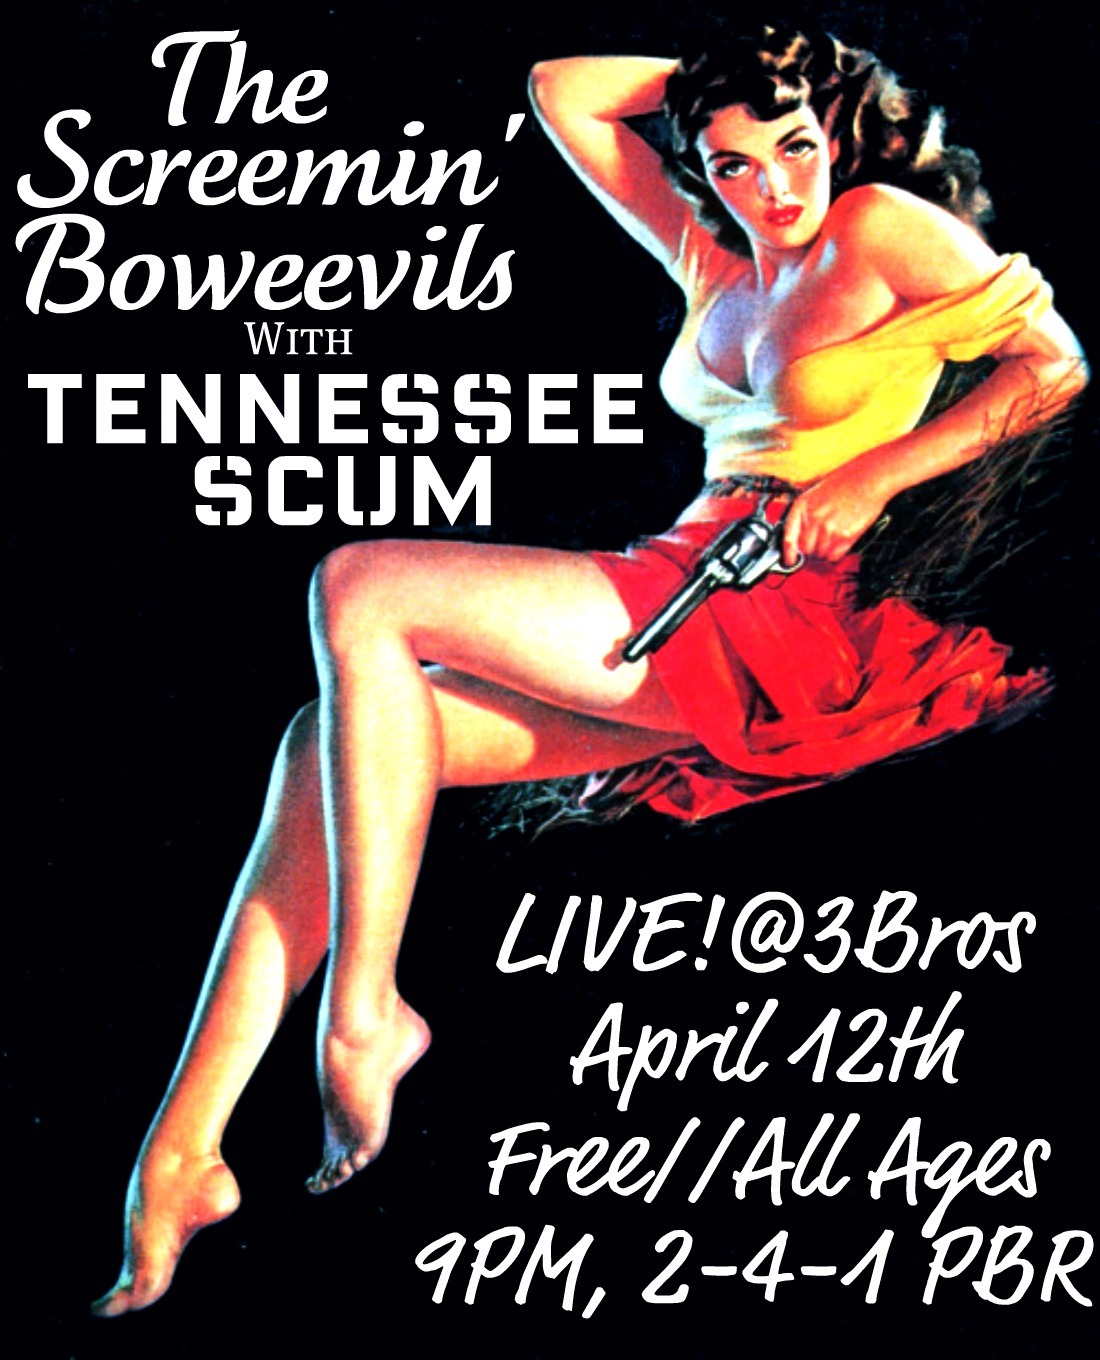 The
Screemin'
Boweevils
WITH
TENNESSEE
SCUM
LIVE!@3Bros
April 12th
Free//All Ages
9PM, 2-4-1 PBR